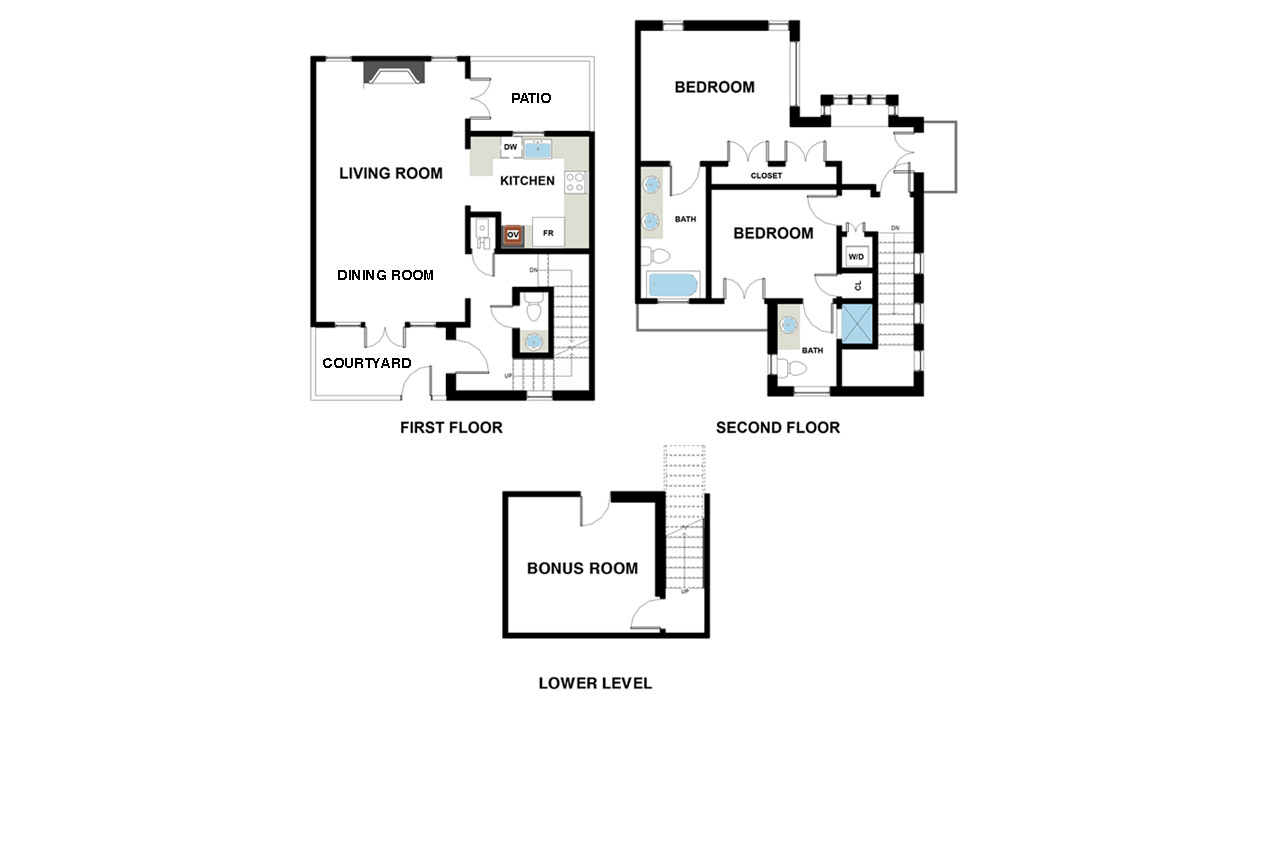 PATIO
DW
LIVING ROOM
KITCHEN
OV
FR
DINING ROOM
DN
COURTYARD
UP
FIRST FLOOR
BEDROOM
CLOSET
BATH
BEDROOM
DN
W/D
CL
BATH
SECOND FLOOR
BONUS ROOM
UP
LOWER LEVEL